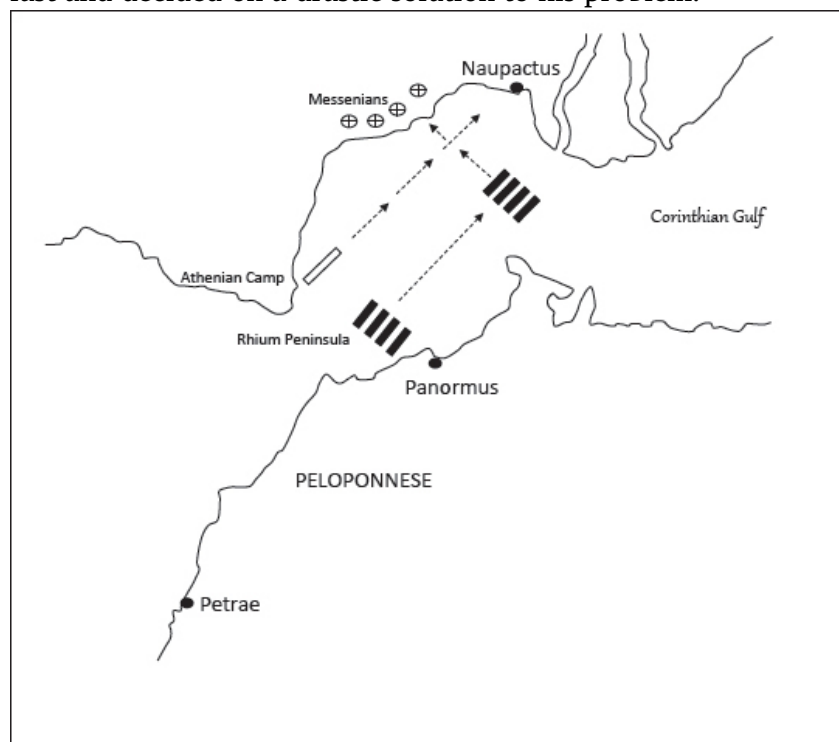 Naupactus
Messenians
Corinthian Gulf
Athenian Camp
Rhium Peninsula
Panormus
PELOPONNESE
Petrae